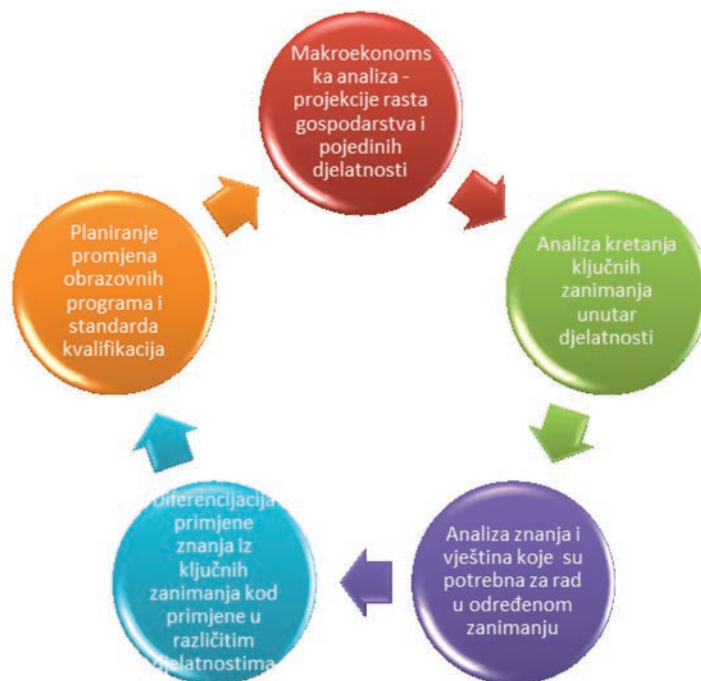 Makroekonoms
ka analiza -
projekcije rasta
gospodarstva i
pojedinih
djelatnosti
Analiza kretanja
ključnih
zanimanja
unutar
djelatnosti
Analiza znanja i
vještina koje su
potrebna za rad
u određenom
zanimanju
Diferencijacija
primjene
znanja iz
ključnih
zanimanja kod
primjene u
različitim
djelatnostima
Planiranje
promjena
obrazovnih
programa i
standarda
kvalifikacija